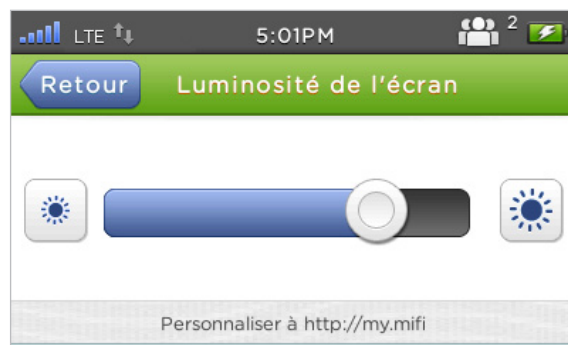 LTE 5:01PM 2
Retour Luminosité de l'écran
Personnaliser à http://my.mifi